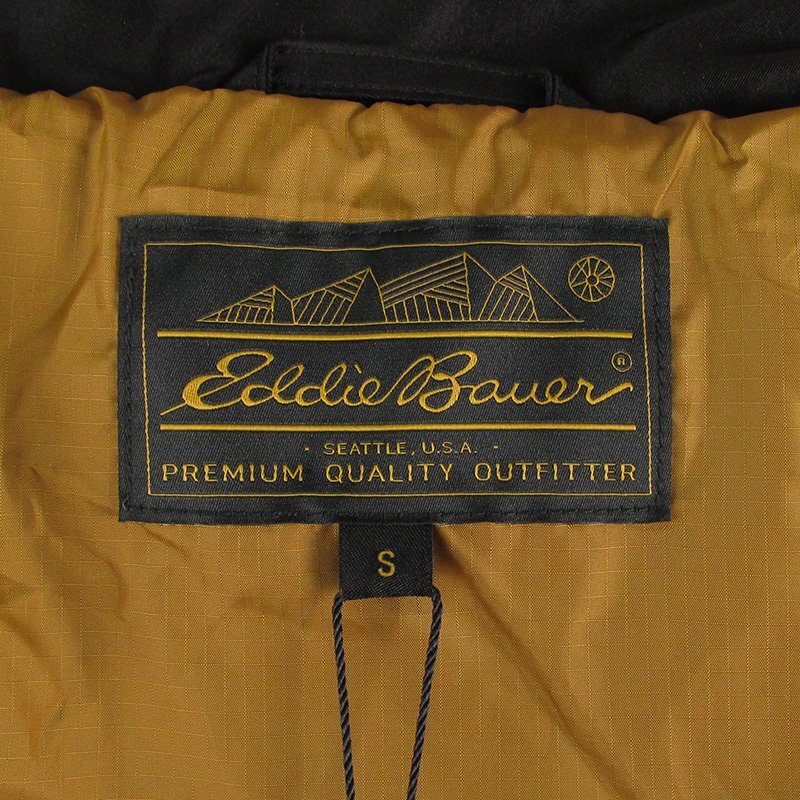 Eddie Bauer ®
- SEATTLE, U.S.A. -
PREMIUM QUALITY OUTFITTER
S